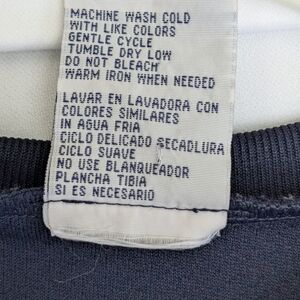 MACHINE WASH COLD
WITH LIKE COLORS
GENTLE CYCLE
TUMBLE DRY LOW
DO NOT BLEACH
WARM IRON WHEN NEEDED
LAVAR EN LAVADORA CON
COLORES SIMILARES
IN AGUA FRIA
CICLO DELICADO SECADLURA
CICLO SUAVE
NO USE BLANQUEADOR
PLANCHA TIBIA
SI ES NECESARIO